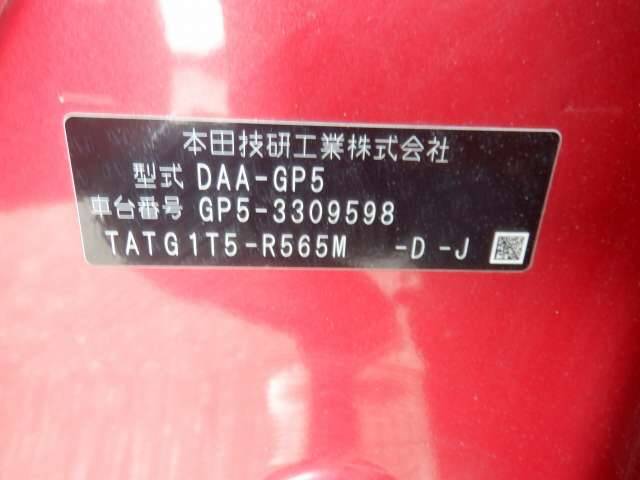 本田技研工業株式会社
型式 DAA-GP5
車台番号 GP5-3309598
TATG1T5-R565M -D -J